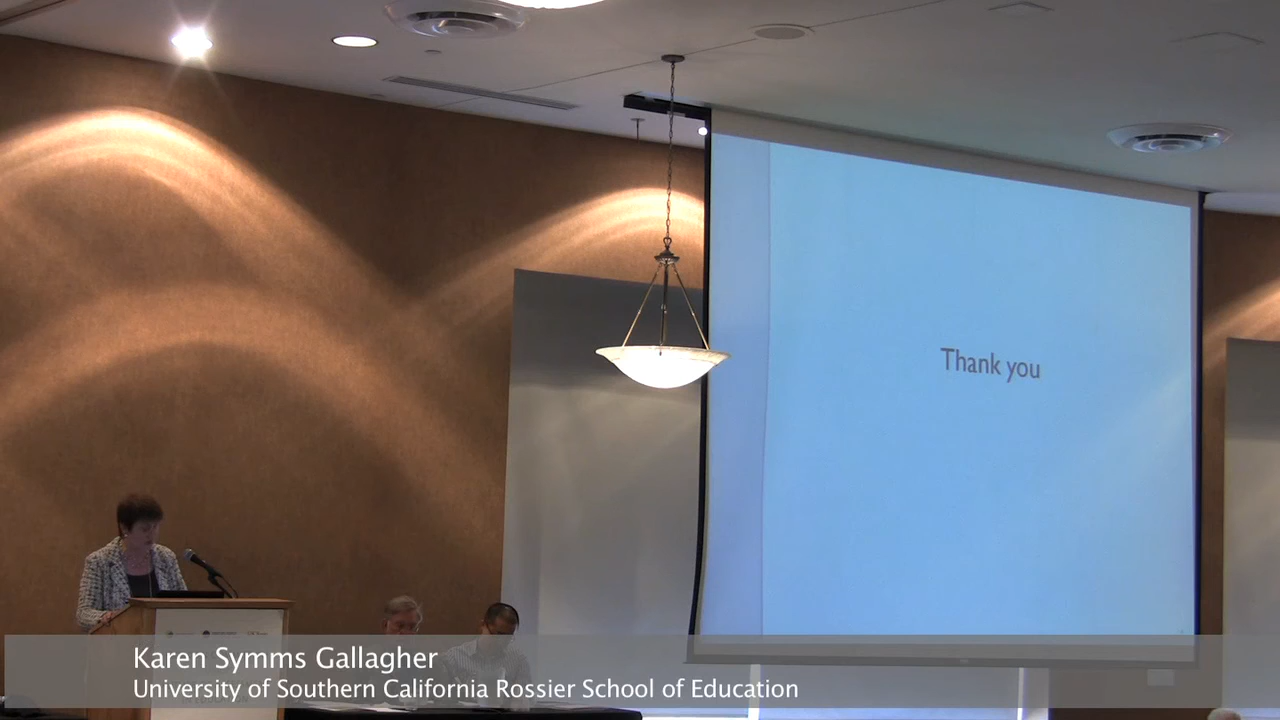 Thank you
Karen Symms Gallagher
University of Southern California Rossier School of Education